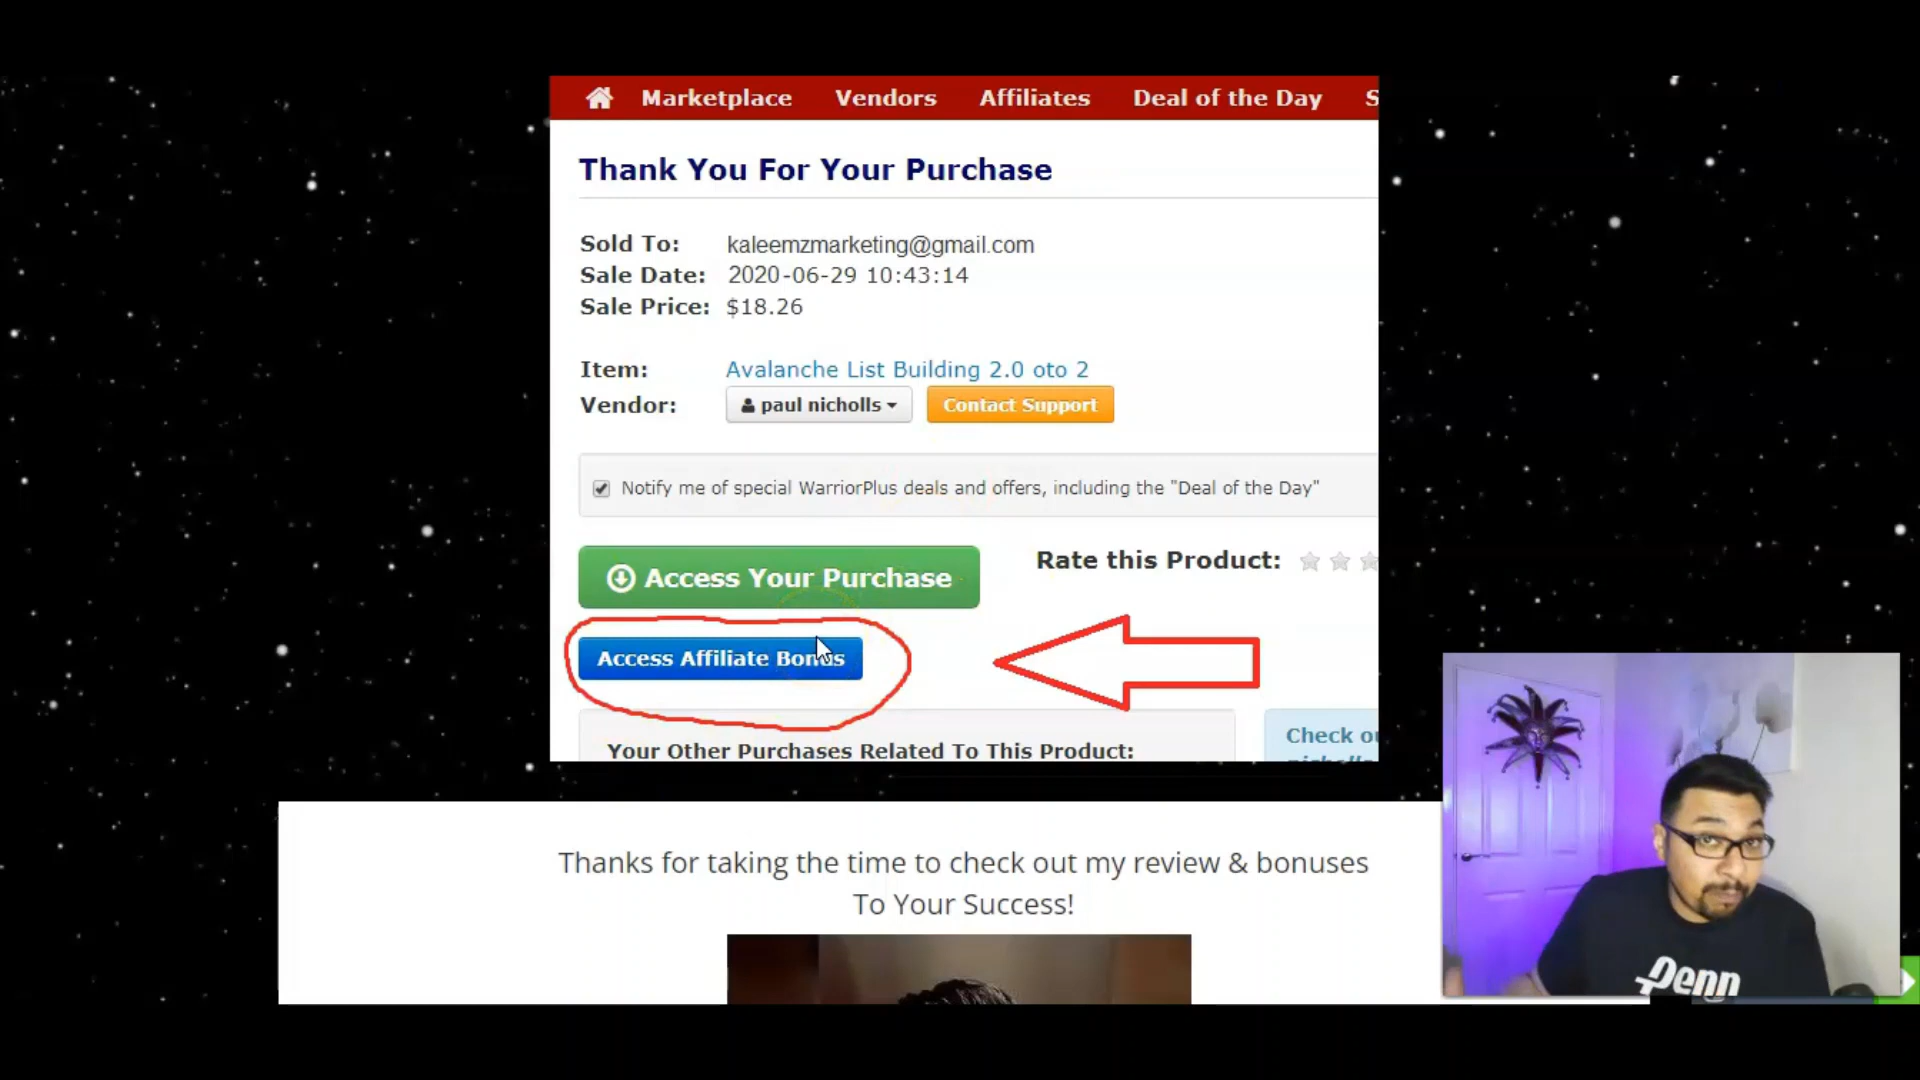 Marketplace Vendors Affiliates Deal of the Day S
Thank You For Your Purchase
Sold To: kaleemzmarketing@gmail.com
Sale Date: 2020-06-29 10:43:14
Sale Price: $18.26
Item: Avalanche List Building 2.0 oto 2
Vendor: paul nicholls Contact Support
Notify me of special WarriorPlus deals and offers, including the "Deal of the Day"
Access Your Purchase
Rate this Product:
Access Affiliate Bonus
Your Other Purchases Related To This Product:
Check ou
Thanks for taking the time to check out my review & bonuses
To Your Success!
Penn